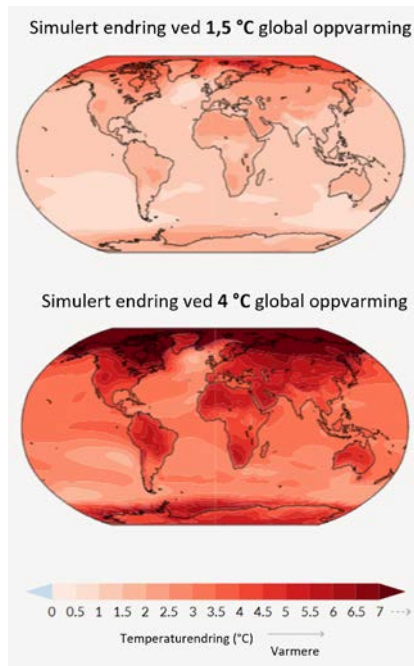 Simulert endring ved 1,5 °C global oppvarming
Simulert endring ved 4 °C global oppvarming
0 0.5 1 1.5 2 2.5 3 3.5 4 4.5 5 5.5 6 6.5 7
Temperaturendring (°C)
Varmere